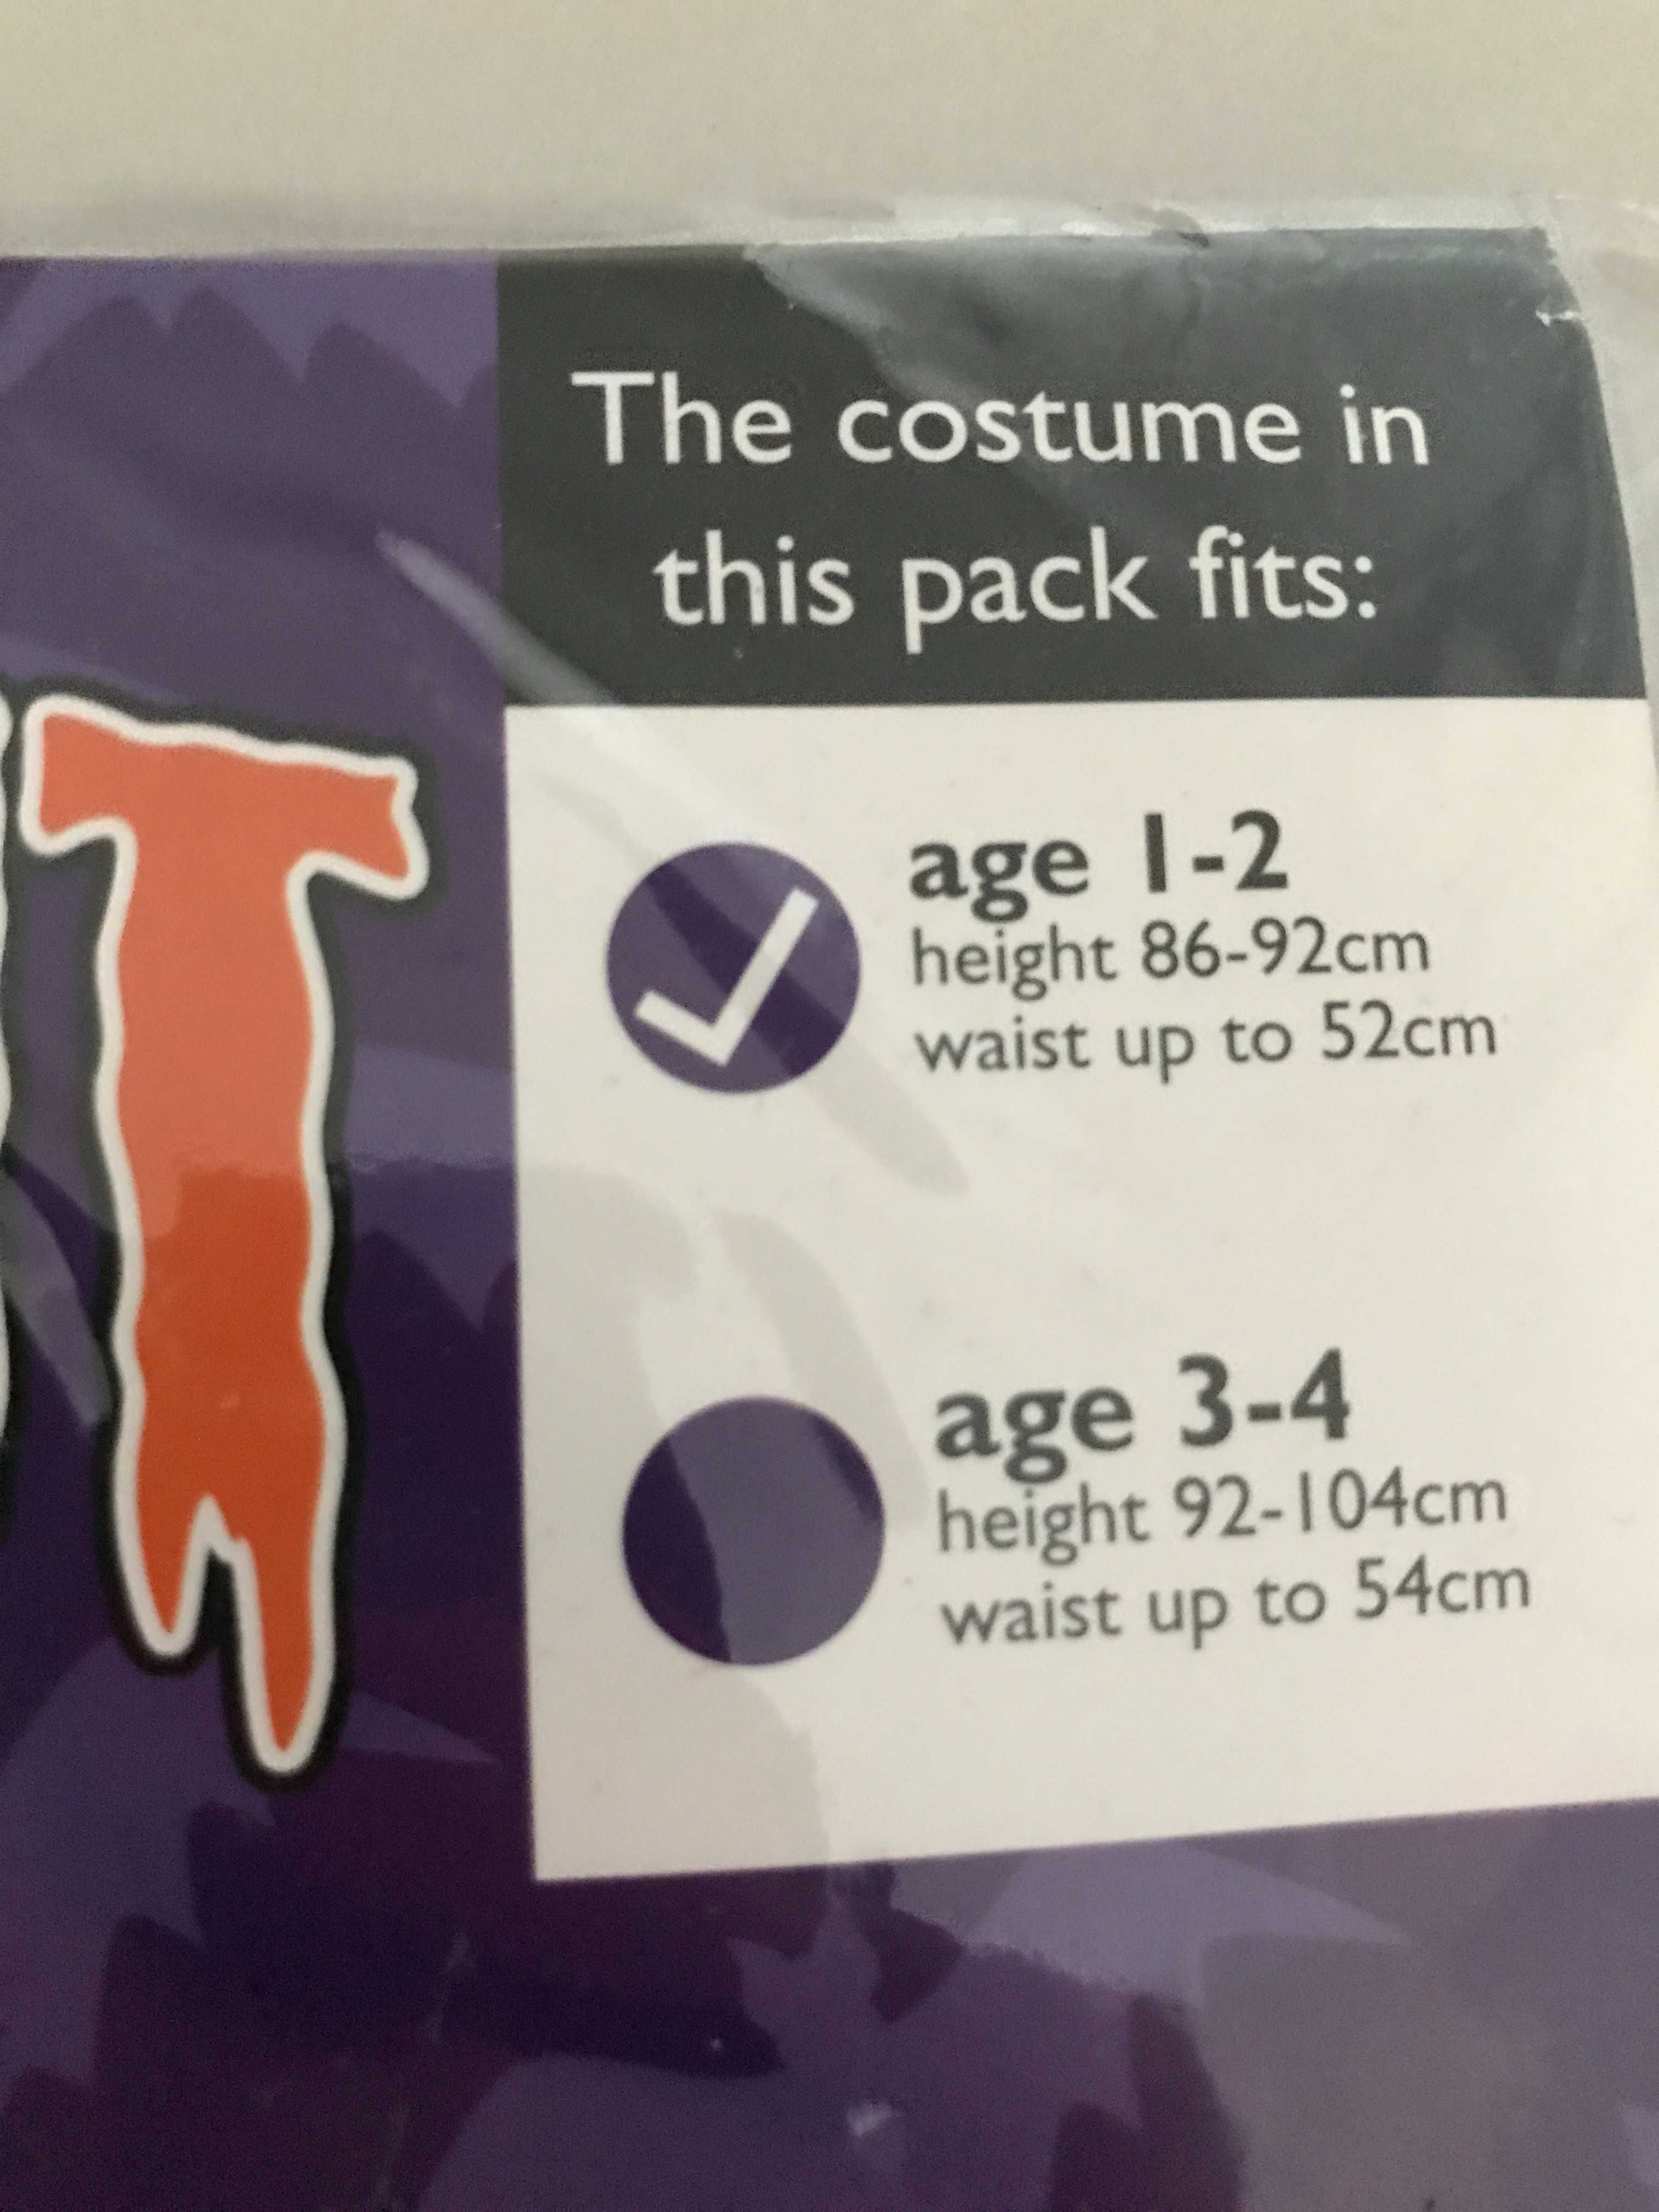 The costume in
this pack fits:
T
age 1-2
height 86-92cm
waist up to 52cm
age 3-4
height 92-104cm
waist up to 54cm